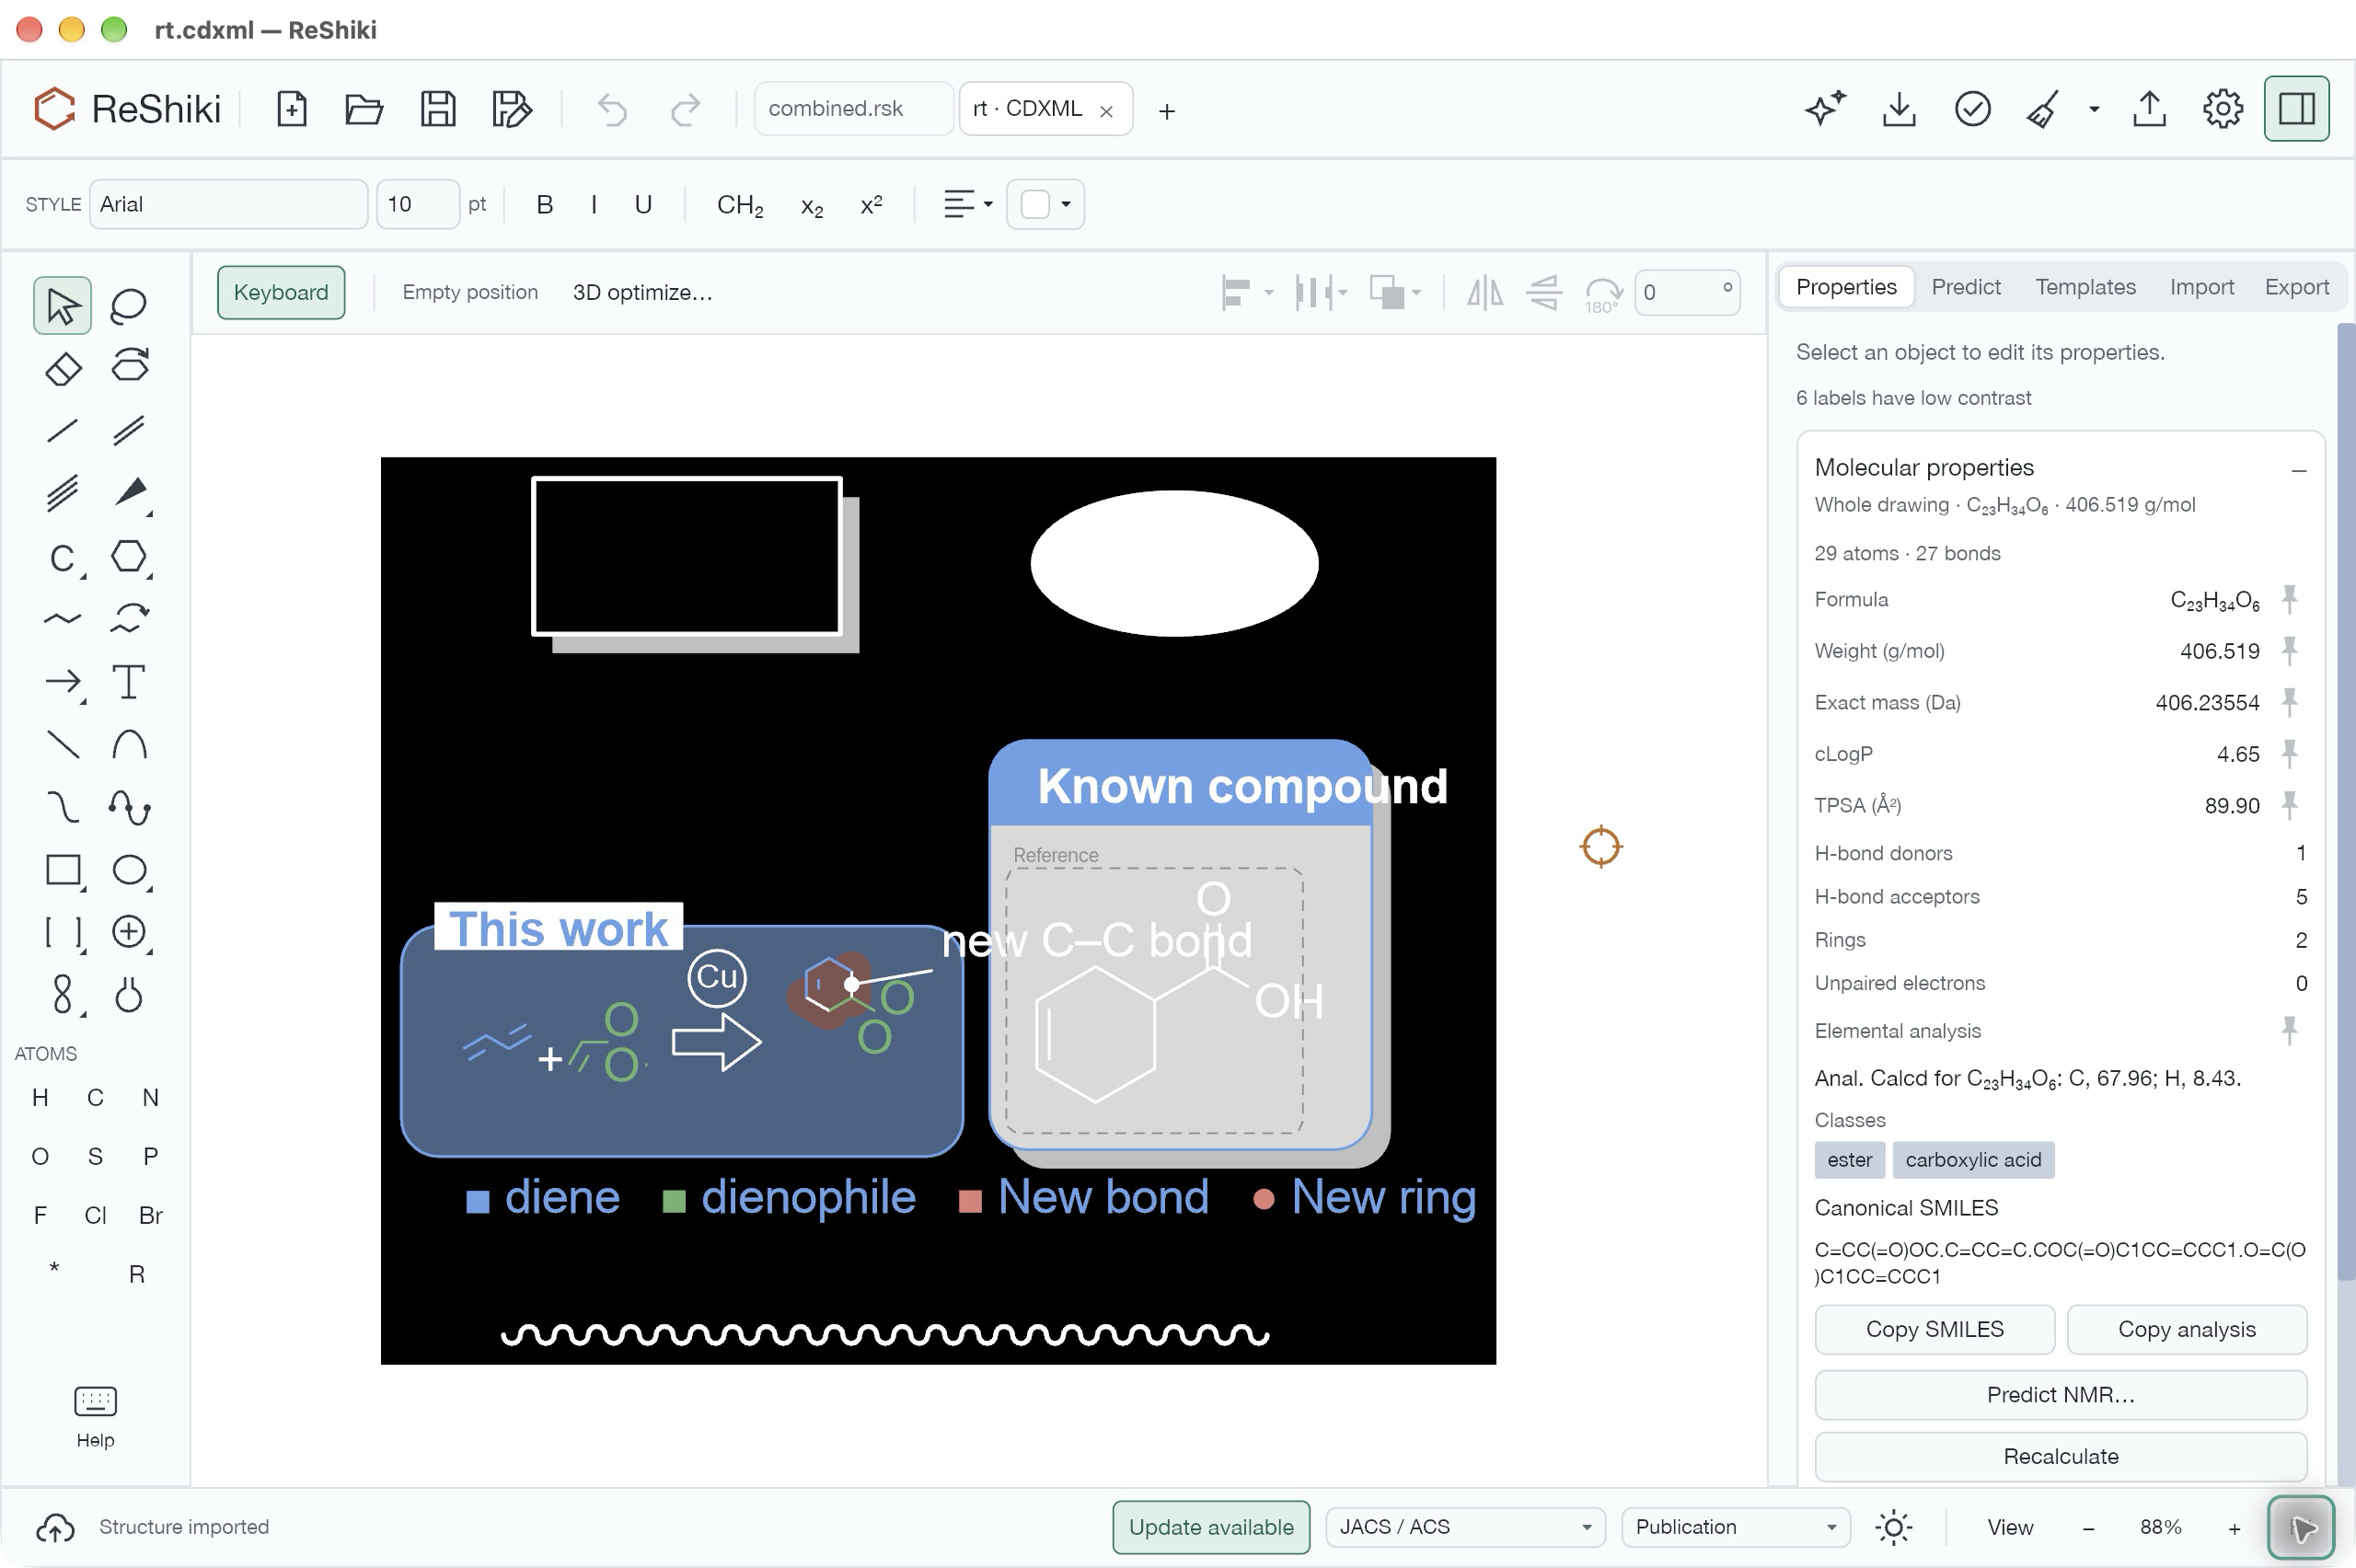 rt.cdxml — ReShiki
ReShiki
combined.rsk
rt · CDXML ×
+
STYLE Arial 10 pt B I U CH₂ x₂ x²
Keyboard Empty position 3D optimize... 180° 0 °
Properties Predict Templates Import Export
Select an object to edit its properties.
6 labels have low contrast
Molecular properties –
Whole drawing · C₂₃H₃₄O₆ · 406.519 g/mol
29 atoms · 27 bonds
Formula C₂₃H₃₄O₆
Weight (g/mol) 406.519
Exact mass (Da) 406.23554
cLogP 4.65
TPSA (Å²) 89.90
H-bond donors 1
H-bond acceptors 5
Rings 2
Unpaired electrons 0
Elemental analysis
Anal. Calcd for C₂₃H₃₄O₆: C, 67.96; H, 8.43.
Classes
ester carboxylic acid
Canonical SMILES
C=CC(=O)OC.C=CC=C.COC(=O)C1CC=CCC1.O=C(O
)C1CC=CCC1
Copy SMILES Copy analysis
Predict NMR...
Recalculate
C
T
ATOMS
H C N
O S P
F Cl Br
* R
Help
Known compound
Reference
O
new C–C bond
OH
This work
Cu
O
O
O
O
+
diene dienophile New bond New ring
Structure imported
Update available JACS / ACS Publication View – 88% +